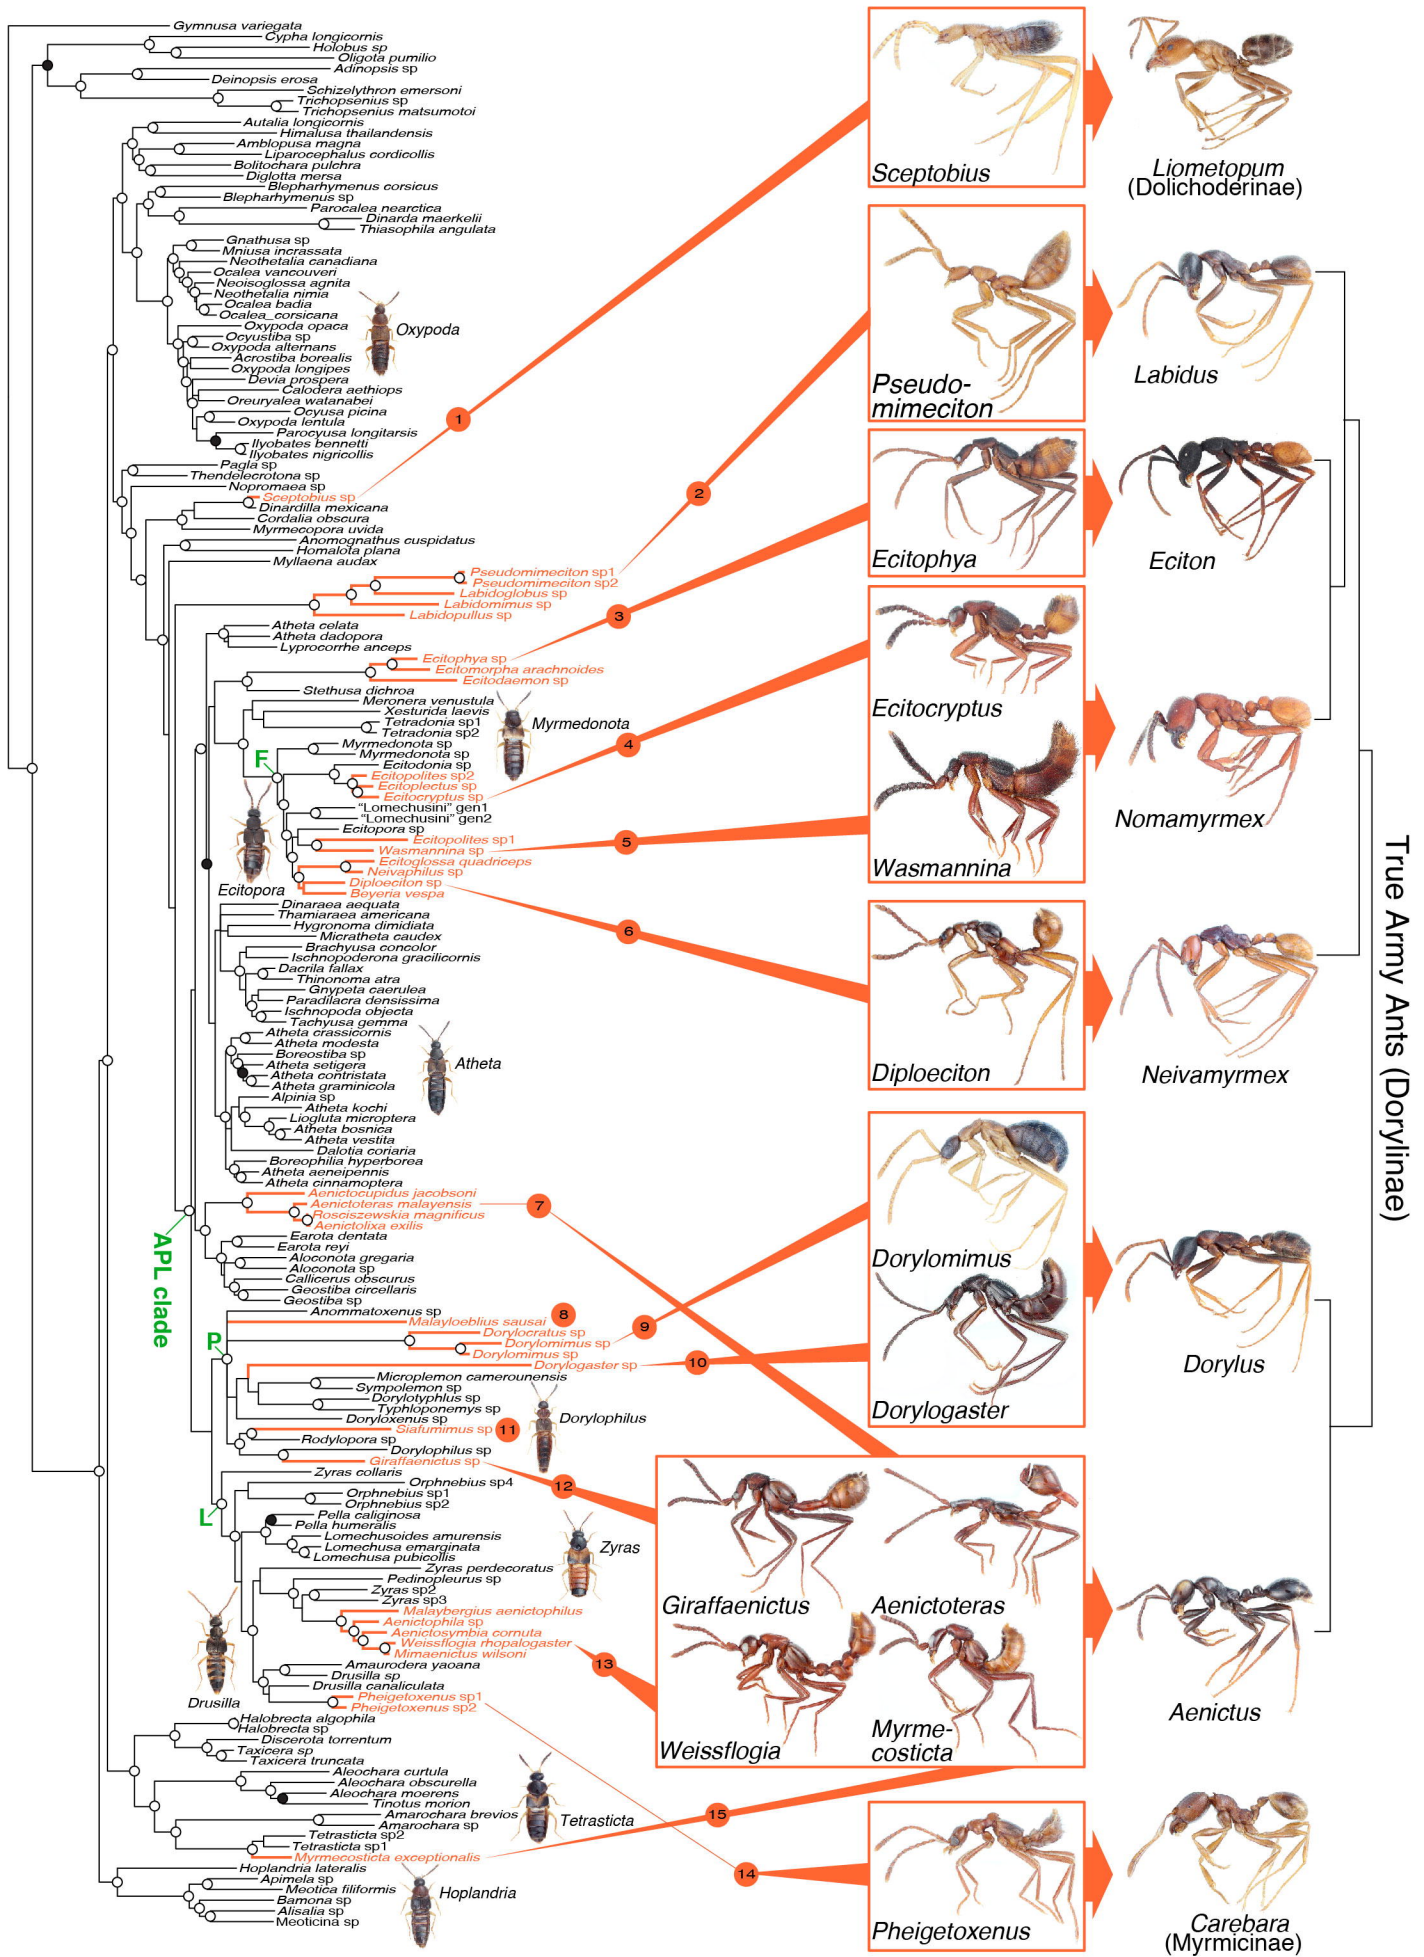 Gymnusa variegata
Cypha longicornis
Holobus sp
Oligota pumilio
Adinopsis sp
Deinopsis erosa
Schizelythron emersoni
Trichopsenius sp
Trichopsenius matsumotoi
Autalia longicornis
Himalusa thailandensis
Amblopusa magna
Liparocephalus cordicollis
Bolitochara pulchra
Diglotta mersa
Blepharhymenus corsicus
Blepharhymenus sp
Parocalea nearctica
Dinarda maerkelii
Thiasophila angulata
Gnathusa sp
Mniusa incrassata
Neothetalia canadiana
Ocalea vancouveri
Neoisoglossa agnita
Neothetalia nimia
Ocalea badia
Ocalea_corsicana
Oxypoda opaca
Ocyustiba sp
Oxypoda alternans
Acrostiba borealis
Oxypoda longipes
Devia prospera
Calodera aethiops
Oreuryalea watanabei
Ocyusa picina
Oxypoda lentula
Parocyusa longitarsis
Ilyobates bennetti
Ilyobates nigricollis
Pagla sp
Thendelecrotona sp
Nopromaea sp
Sceptobius sp
Dinardilla mexicana
Cordalia obscura
Myrmecopora uvida
Anomognathus cuspidatus
Homalota plana
Myllaena audax
Pseudomimeciton sp1
Pseudomimeciton sp2
Labidoglobus sp
Labidomimus sp
Labidopullus sp
Atheta celata
Atheta dadopora
Lyprocorrhe anceps
Ecitophya sp
Ecitomorpha arachnoides
Ecitodaemon sp
Stethusa dichroa
Meronera venustula
Xesturida laevis
Tetradonia sp1
Tetradonia sp2
Myrmedonota sp
Myrmedonota sp
Ecitodonia sp
Ecitopolites sp2
Ecitoplectus sp
Ecitocryptus sp
"Lomechusini" gen1
"Lomechusini" gen2
Ecitopora sp
Ecitopolites sp1
Wasmannina sp
Ecitoglossa quadriceps
Neivaphilus sp
Diploeciton sp
Beyeria vespa
Dinaraea aequata
Thamiaraea americana
Hygronoma dimidiata
Micratheta caudex
Brachyusa concolor
Ischnopoderona gracilicornis
Dacrila fallax
Thinonoma atra
Gnypeta caerulea
Paradilacra densissima
Ischnopoda objecta
Tachyusa gemma
Atheta crassicornis
Atheta modesta
Boreostiba sp
Atheta setigera
Atheta contristata
Atheta graminicola
Alpinia sp
Atheta kochi
Liogluta microptera
Atheta bosnica
Atheta vestita
Dalotia coriaria
Boreophilia hyperborea
Atheta aeneipennis
Atheta cinnamoptera
Aenictocupidus jacobsoni
Aenictoteras malayensis
Rosciszewskia magnificus
Aenictolixa exilis
Earota dentata
Earota reyi
Aloconota gregaria
Aloconota sp
Callicerus obscurus
Geostiba circellaris
Geostiba sp
Anommatoxenus sp
Malayloeblius sausai
Dorylocratus sp
Dorylomimus sp
Dorylomimus sp
Dorylogaster sp
Microplemon camerounensis
Sympolemon sp
Dorylotyphlus sp
Typhloponemys sp
Doryloxenus sp
Siafumimus sp
Rodylopora sp
Dorylophilus sp
Giraffaenictus sp
Zyras collaris
Orphnebius sp4
Orphnebius sp1
Orphnebius sp2
Pella caliginosa
Pella humeralis
Lomechusoides amurensis
Lomechusa emarginata
Lomechusa pubicollis
Zyras perdecoratus
Pedinopleurus sp
Zyras sp2
Zyras sp3
Malaybergius aenictophilus
Aenictophila sp
Aenictosymbia cornuta
Weissflogia rhopalogaster
Mimaenictus wilsoni
Amaurodera yaoana
Drusilla sp
Drusilla canaliculata
Pheigetoxenus sp1
Pheigetoxenus sp2
Halobrecta algophila
Halobrecta sp
Discerota torrentum
Taxicera sp
Taxicera truncata
Aleochara curtula
Aleochara obscurella
Aleochara moerens
Tinotus morion
Amarochara brevios
Amarochara sp
Tetrasticta sp2
Tetrasticta sp1
Myrmecosticta exceptionalis
Hoplandria lateralis
Apimela sp
Meotica filiformis
Bamona sp
Alisalia sp
Meoticina sp
F
APL clade
P
L
Oxypoda
Myrmedonota
Ecitopora
Atheta
Dorylophilus
Zyras
Drusilla
Tetrasticta
Hoplandria
1
2
3
4
5
6
7
8
9
10
11
12
13
14
15
Sceptobius
Pseudo-
mimeciton
Ecitophya
Ecitocryptus
Wasmannina
Diploeciton
Dorylomimus
Dorylogaster
Giraffaenictus
Aenictoteras
Weissflogia
Myrme-
costicta
Pheigetoxenus
Liometopum
(Dolichoderinae)
Labidus
Eciton
Nomamyrmex
Neivamyrmex
Dorylus
Aenictus
Carebara
(Myrmicinae)
True Army Ants (Dorylinae)